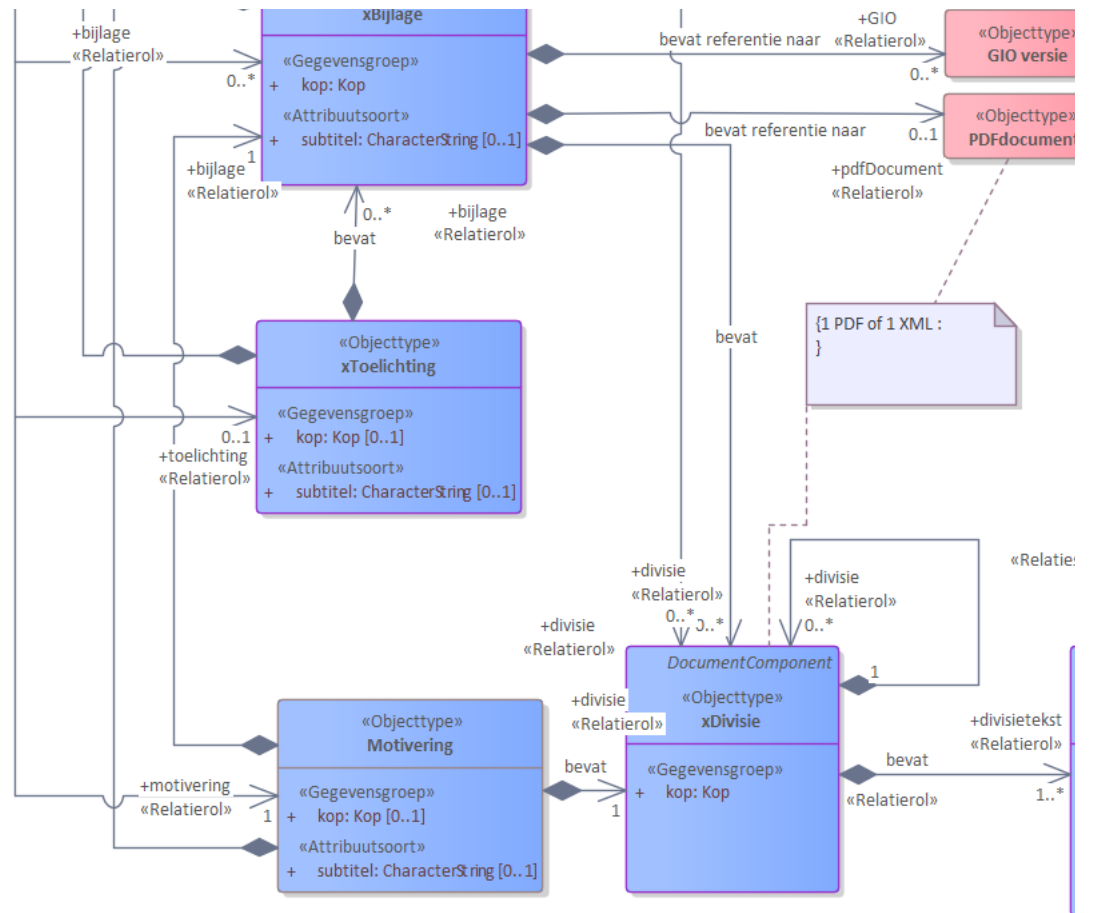 xBijlage
«Gegevensgroep»
+ kop: Kop
«Attribuutsoort»
+ subtitel: CharacterString [0..1]
+bijlage
«Relatierol»
0..*
+bijlage
«Relatierol»
1
bevat referentie naar
+GIO
«Relatierol»
0..*
«Objecttype»
GIO versie
bevat referentie naar
0..1
+pdfDocument
«Relatierol»
«Objecttype»
PDFdocument
0..*
bevat
+bijlage
«Relatierol»
bevat
{1 PDF of 1 XML :
}
«Objecttype»
xToelichting
«Gegevensgroep»
+ kop: Kop [0..1]
«Attribuutsoort»
+ subtitel: CharacterString [0..1]
0..1
+toelichting
«Relatierol»
+divisie
«Relatierol»
0..*
0..*
+divisie
«Relatierol»
+divisie
«Relatierol»
0..*
+divisie
«Relatierol»
DocumentComponent
«Objecttype»
xDivisie
«Gegevensgroep»
+ kop: Kop
1
+divisietekst
«Relatierol»
bevat
«Relatierol»
1..*
«Objecttype»
Motivering
«Gegevensgroep»
+ kop: Kop [0..1]
«Attribuutsoort»
+ subtitel: CharacterString [0..1]
+motivering
«Relatierol»
1
bevat
1